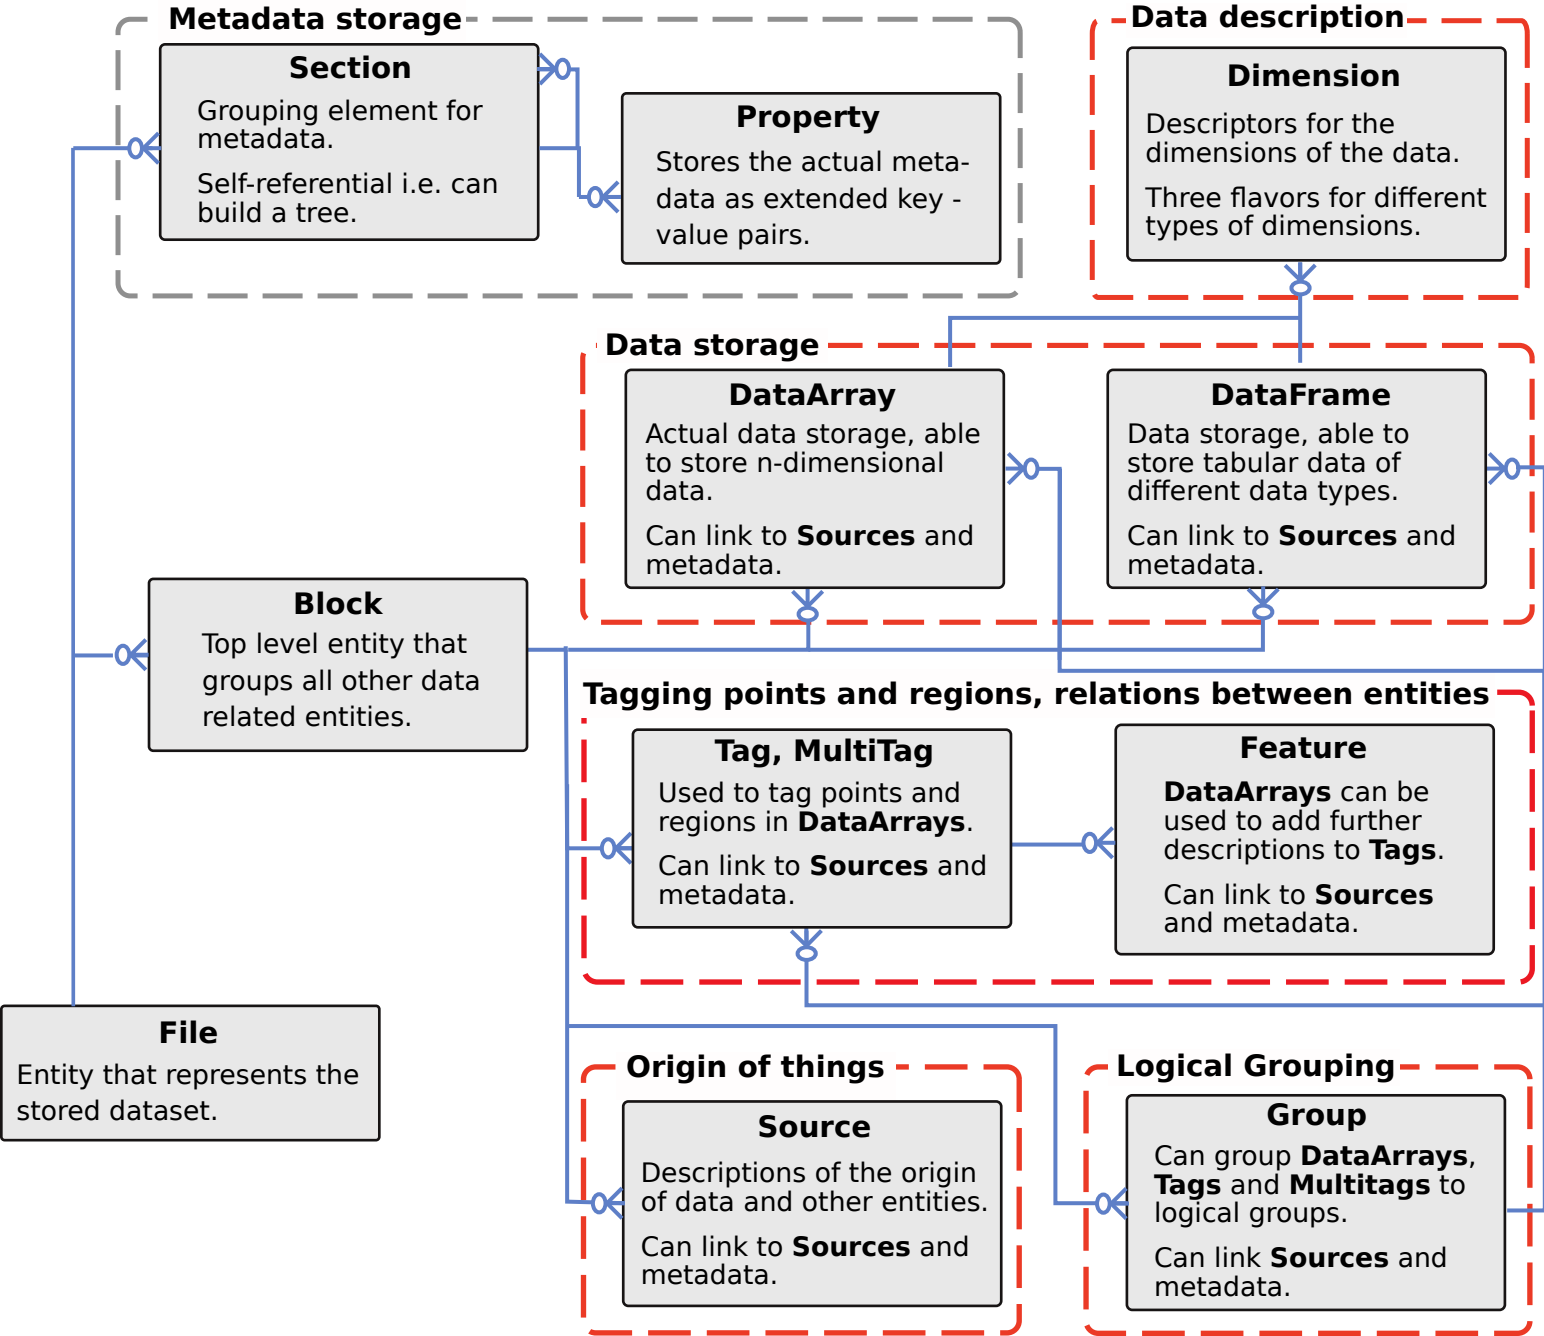 Metadata storage
Section
Grouping element for
metadata.
Self-referential i.e. can
build a tree.
Property
Stores the actual meta-
data as extended key -
value pairs.
Data description
Dimension
Descriptors for the
dimensions of the data.
Three flavors for different
types of dimensions.
Data storage
DataArray
Actual data storage, able
to store n-dimensional
data.
Can link to Sources and
metadata.
DataFrame
Data storage, able to
store tabular data of
different data types.
Can link to Sources and
metadata.
Block
Top level entity that
groups all other data
related entities.
Tagging points and regions, relations between entities
Tag, MultiTag
Used to tag points and
regions in DataArrays.
Can link to Sources and
metadata.
Feature
DataArrays can be
used to add further
descriptions to Tags.
Can link to Sources
and metadata.
File
Entity that represents the
stored dataset.
Origin of things
Source
Descriptions of the origin
of data and other entities.
Can link to Sources and
metadata.
Logical Grouping
Group
Can group DataArrays,
Tags and Multitags to
logical groups.
Can link Sources and
metadata.